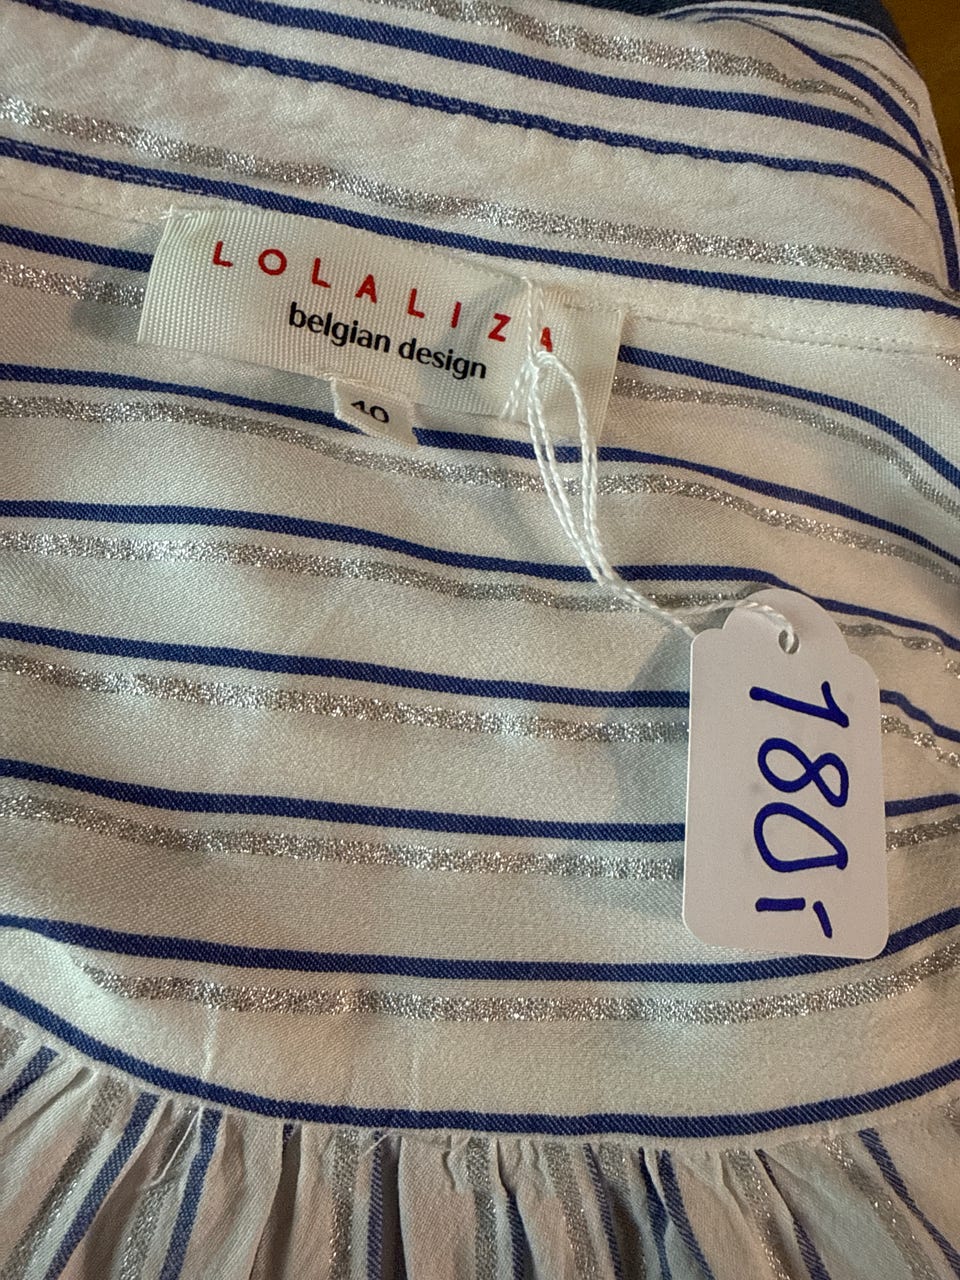 LOLALIZA
belgian design
40
180;-